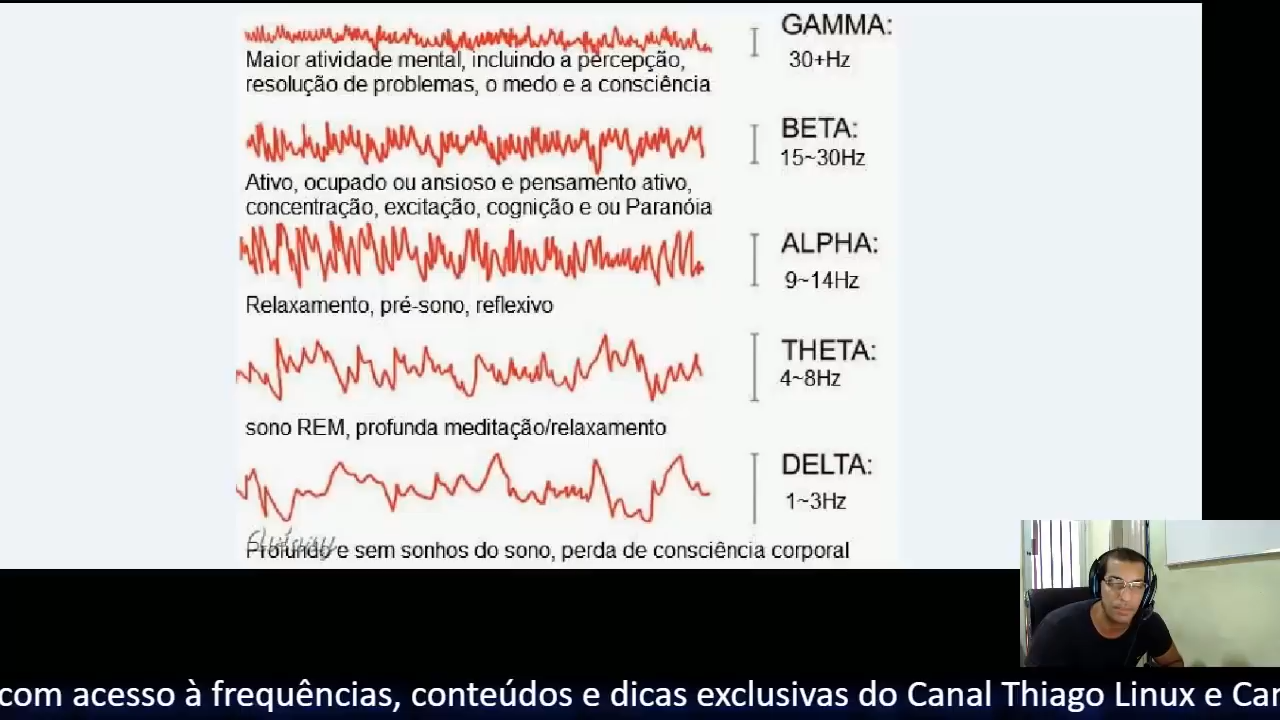 GAMMA:
30+Hz
Maior atividade mental, incluindo a percepção,
resolução de problemas, o medo e a consciência
BETA:
15~30Hz
Ativo, ocupado ou ansioso e pensamento ativo,
concentração, excitação, cognição e ou Paranóia
ALPHA:
9~14Hz
Relaxamento, pré-sono, reflexivo
THETA:
4~8Hz
sono REM, profunda meditação/relaxamento
DELTA:
1~3Hz
Profundo e sem sonhos do sono, perda de consciência corporal
com acesso à frequências, conteúdos e dicas exclusivas do Canal Thiago Linux e